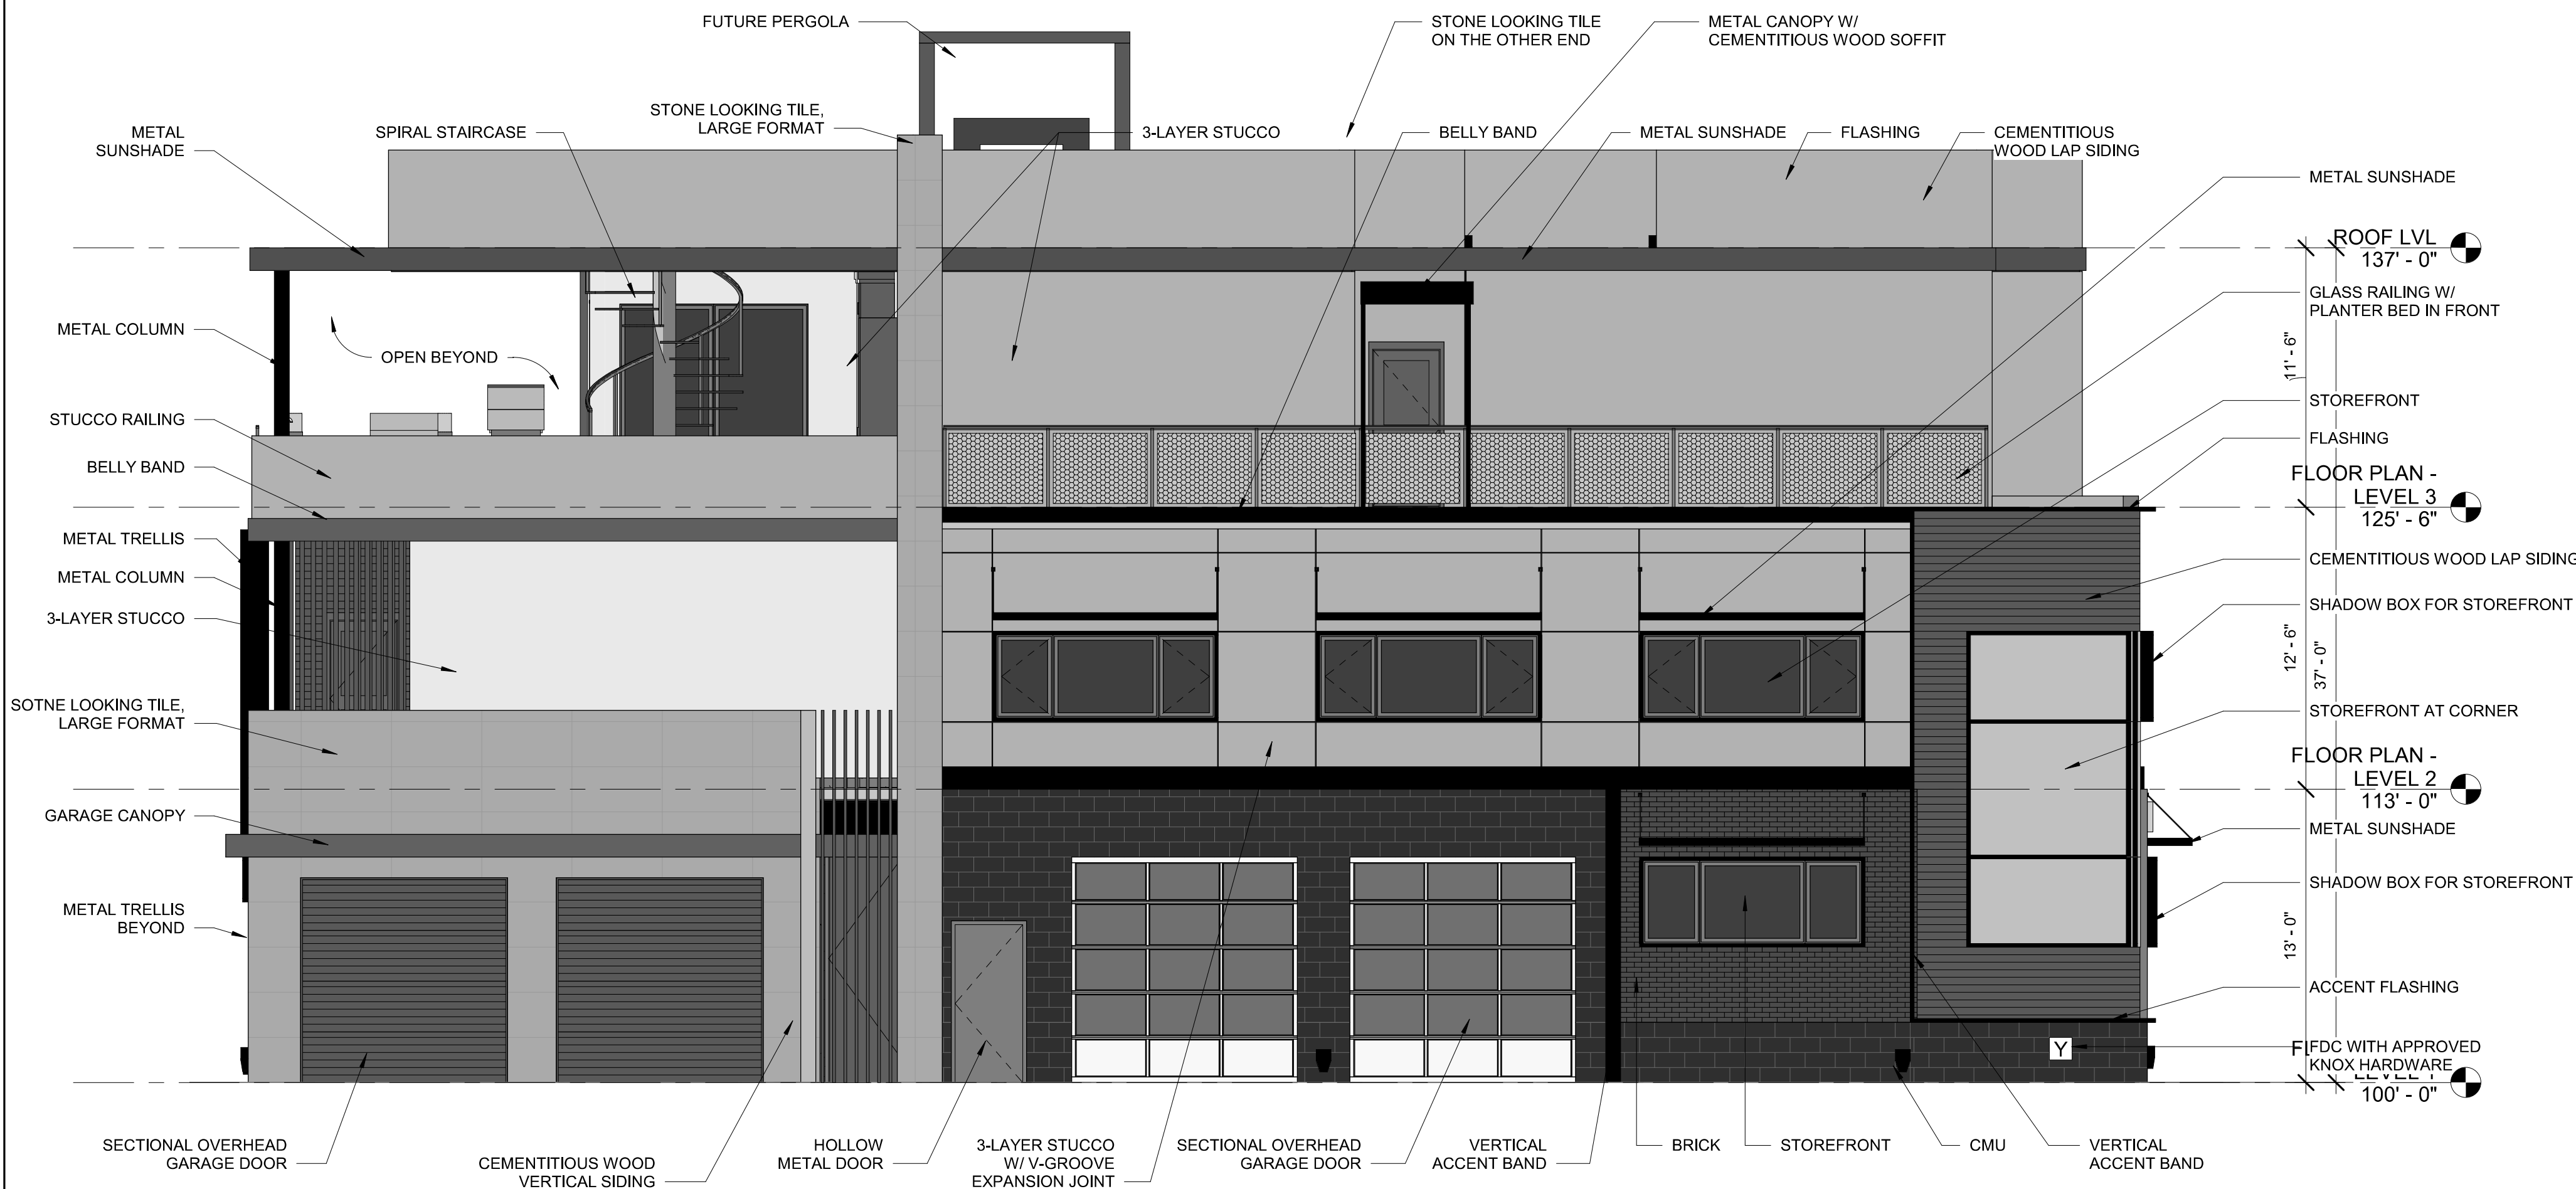 FUTURE PERGOLA
STONE LOOKING TILE
ON THE OTHER END
METAL CANOPY W/
CEMENTITIOUS WOOD SOFFIT
STONE LOOKING TILE,
LARGE FORMAT
METAL
SUNSHADE
SPIRAL STAIRCASE
3-LAYER STUCCO
BELLY BAND
METAL SUNSHADE
FLASHING
CEMENTITIOUS
WOOD LAP SIDING
METAL SUNSHADE
ROOF LVL
137' - 0"
GLASS RAILING W/
PLANTER BED IN FRONT
METAL COLUMN
OPEN BEYOND
11' - 6"
STOREFRONT
STUCCO RAILING
FLASHING
BELLY BAND
FLOOR PLAN -
LEVEL 3
125' - 6"
METAL TRELLIS
CEMENTITIOUS WOOD LAP SIDING
METAL COLUMN
SHADOW BOX FOR STOREFRONT
3-LAYER STUCCO
12' - 6"
37' - 0"
SOTNE LOOKING TILE,
LARGE FORMAT
STOREFRONT AT CORNER
FLOOR PLAN -
LEVEL 2
113' - 0"
GARAGE CANOPY
METAL SUNSHADE
SHADOW BOX FOR STOREFRONT
METAL TRELLIS
BEYOND
13' - 0"
ACCENT FLASHING
Y
FDC WITH APPROVED
KNOX HARDWARE
100' - 0"
SECTIONAL OVERHEAD
GARAGE DOOR
CEMENTITIOUS WOOD
VERTICAL SIDING
HOLLOW
METAL DOOR
3-LAYER STUCCO
W/ V-GROOVE
EXPANSION JOINT
SECTIONAL OVERHEAD
GARAGE DOOR
VERTICAL
ACCENT BAND
BRICK
STOREFRONT
CMU
VERTICAL
ACCENT BAND